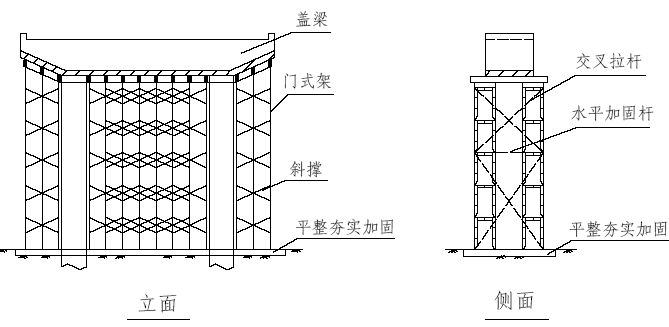 盖梁
门式架
斜撑
平整夯实加固
立面
交叉拉杆
水平加固杆
平整夯实加固
侧面